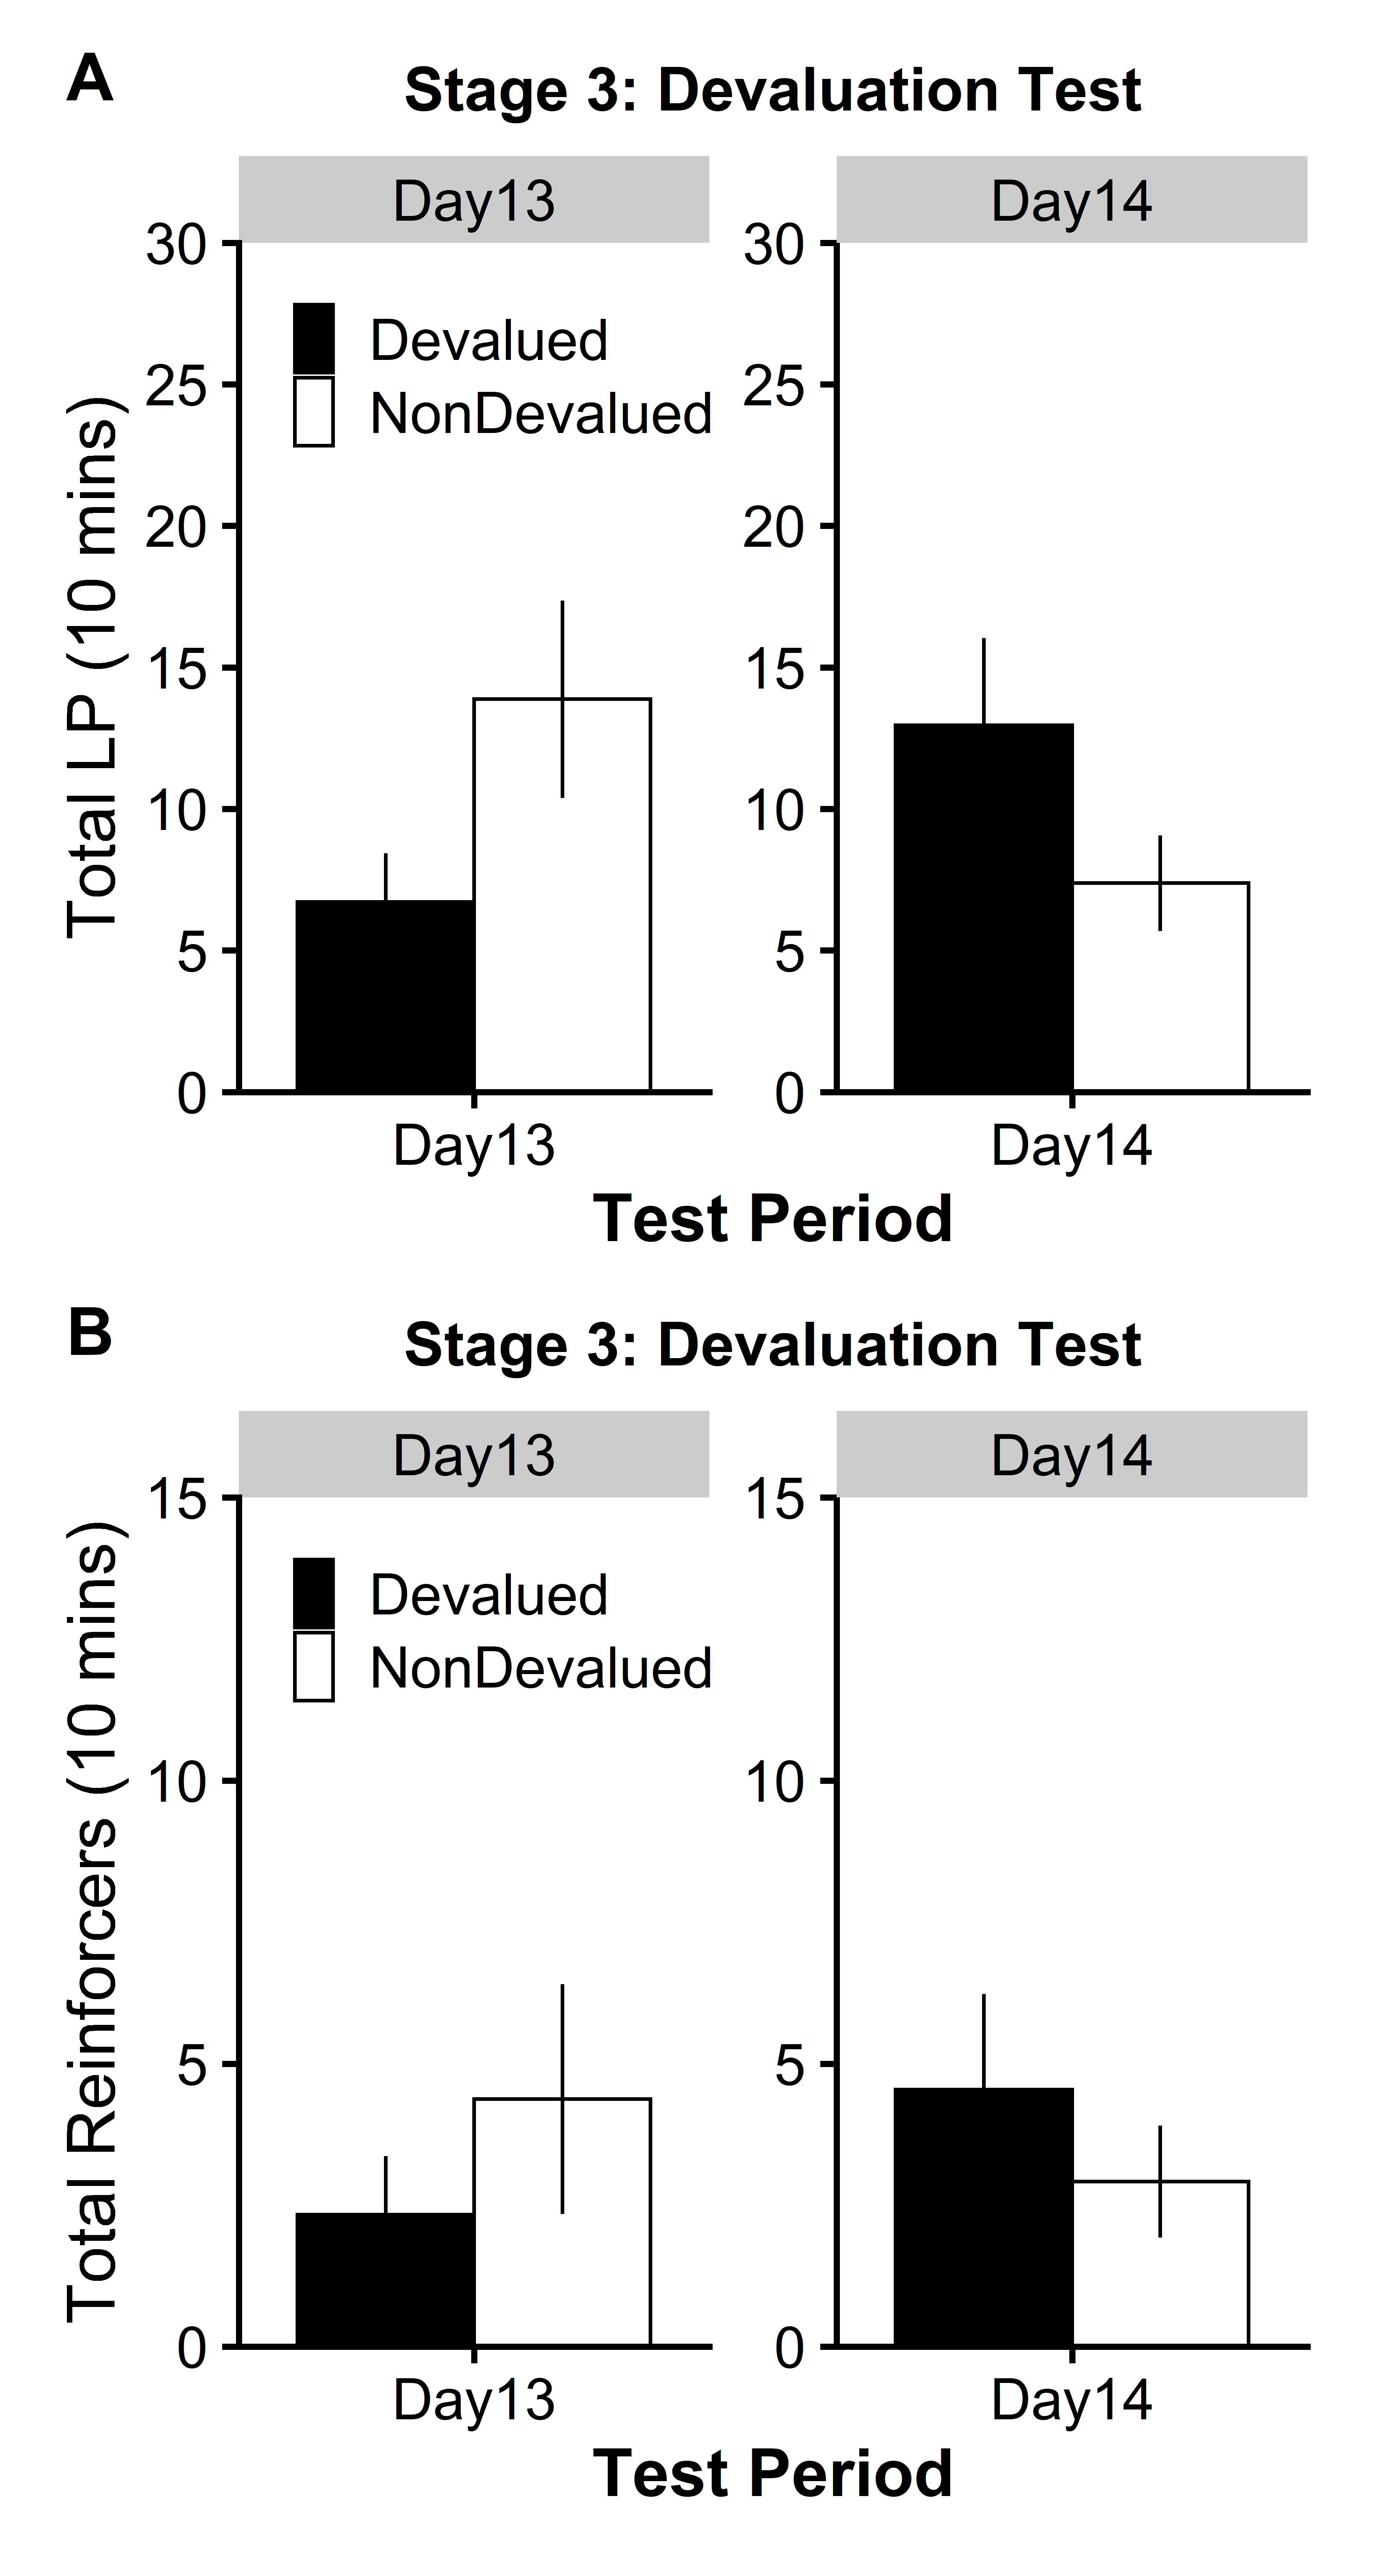 A
Stage 3: Devaluation Test
Day13
Day14
Total LP (10 mins)
30
25
20
15
10
5
0
Devalued
NonDevalued
30
25
20
15
10
5
0
Day13
Day14
Test Period
B
Stage 3: Devaluation Test
Day13
Day14
Total Reinforcers (10 mins)
15
10
5
0
Devalued
NonDevalued
15
10
5
0
Day13
Day14
Test Period